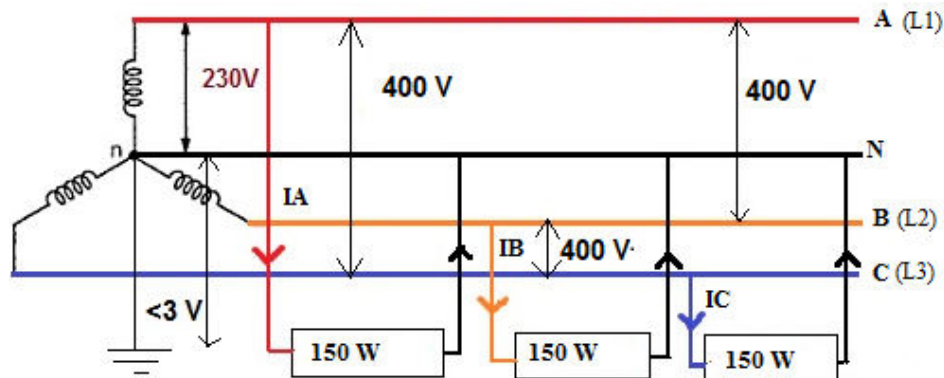 A (L1)
230V
400 V
400 V
n
N
IA
B (L2)
IB
400 V
C (L3)
<3 V
IC
150 W
150 W
150 W